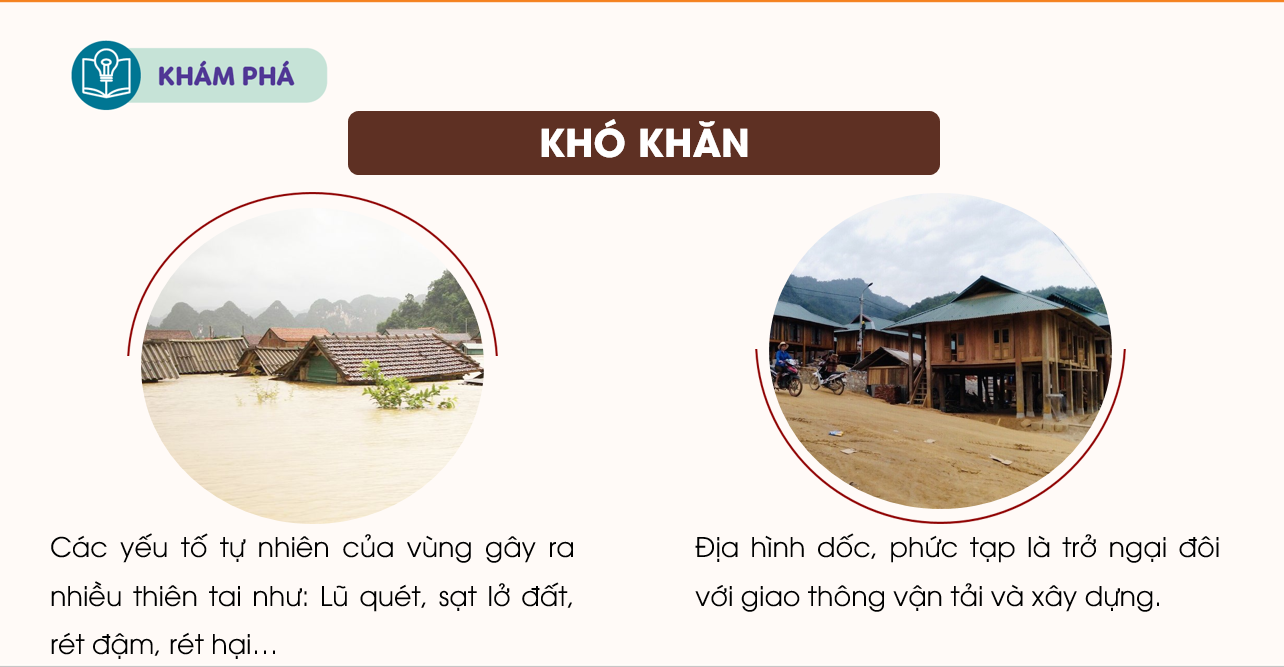 KHÁM PHÁ
KHÓ KHĂN
Các yếu tố tự nhiên của vùng gây ra
nhiều thiên tai như: Lũ quét, sạt lở đất,
rét đậm, rét hại...
Địa hình dốc, phức tạp là trở ngại đôi
với giao thông vận tải và xây dựng.